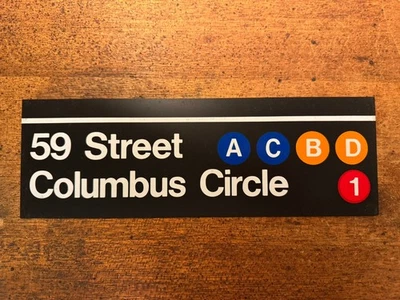 59 Street A C B D
Columbus Circle 1